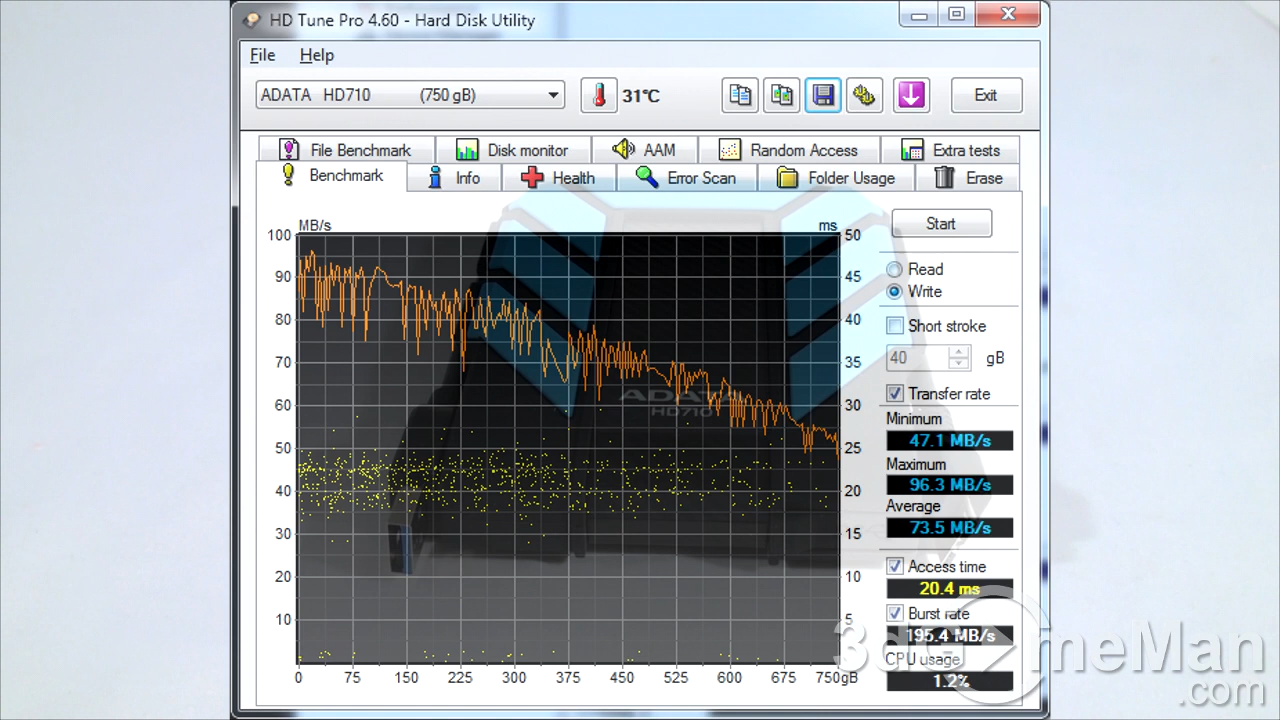 HD Tune Pro 4.60 - Hard Disk Utility
File Help
ADATA HD710 (750 gB)
31°C
Exit
File Benchmark Disk monitor AAM Random Access Extra tests
Benchmark Info Health Error Scan Folder Usage Erase
MB/s ms
Start
100 50
90 45
80 40
70 35
60 30
50 25
40 20
30 15
20 10
10 5
0 75 150 225 300 375 450 525 600 675 750gB
ADATA
HD710
Read
Write
Short stroke
40 gB
Transfer rate
Minimum
47.1 MB/s
Maximum
96.3 MB/s
Average
73.5 MB/s
Access time
20.4 ms
Burst rate
195.4 MB/s
CPU usage
1.2%
3dGameMan
.com